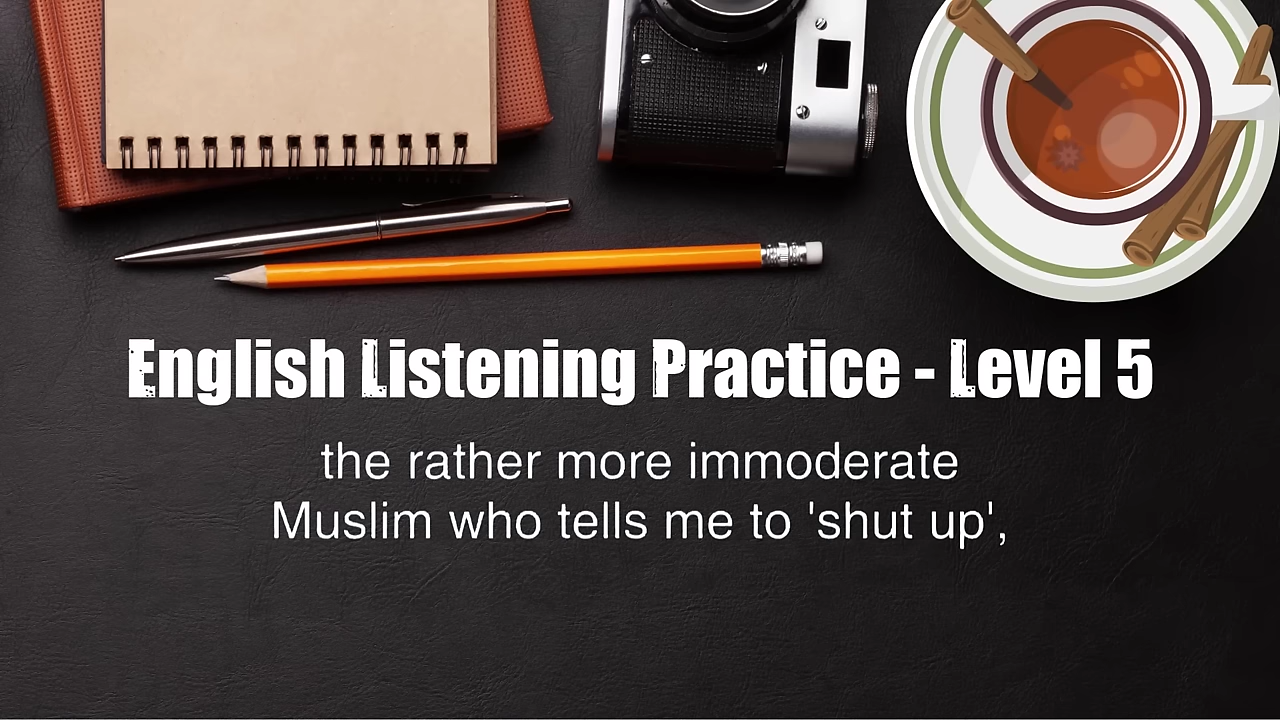 English Listening Practice - Level 5
the rather more immoderate
Muslim who tells me to 'shut up',